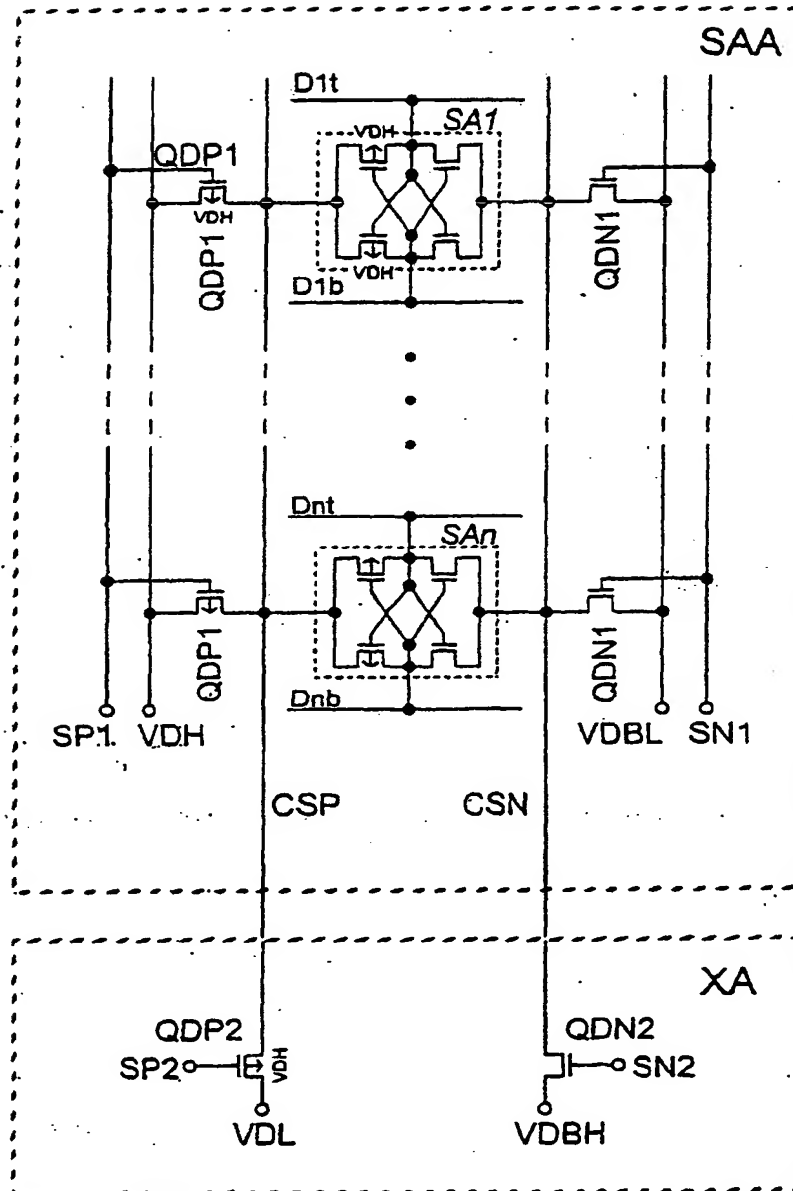 SAA
D1t
SA1
VDH
QDP1
VDH
QDP1
QDN1
VDH
D1b
Dnt
SAn
QDP1
QDN1
Dnb
SP1 VDH
VDBL SN1
CSP
CSN
XA
QDP2
QDN2
SP2
VDH
SN2
VDL
VDBH